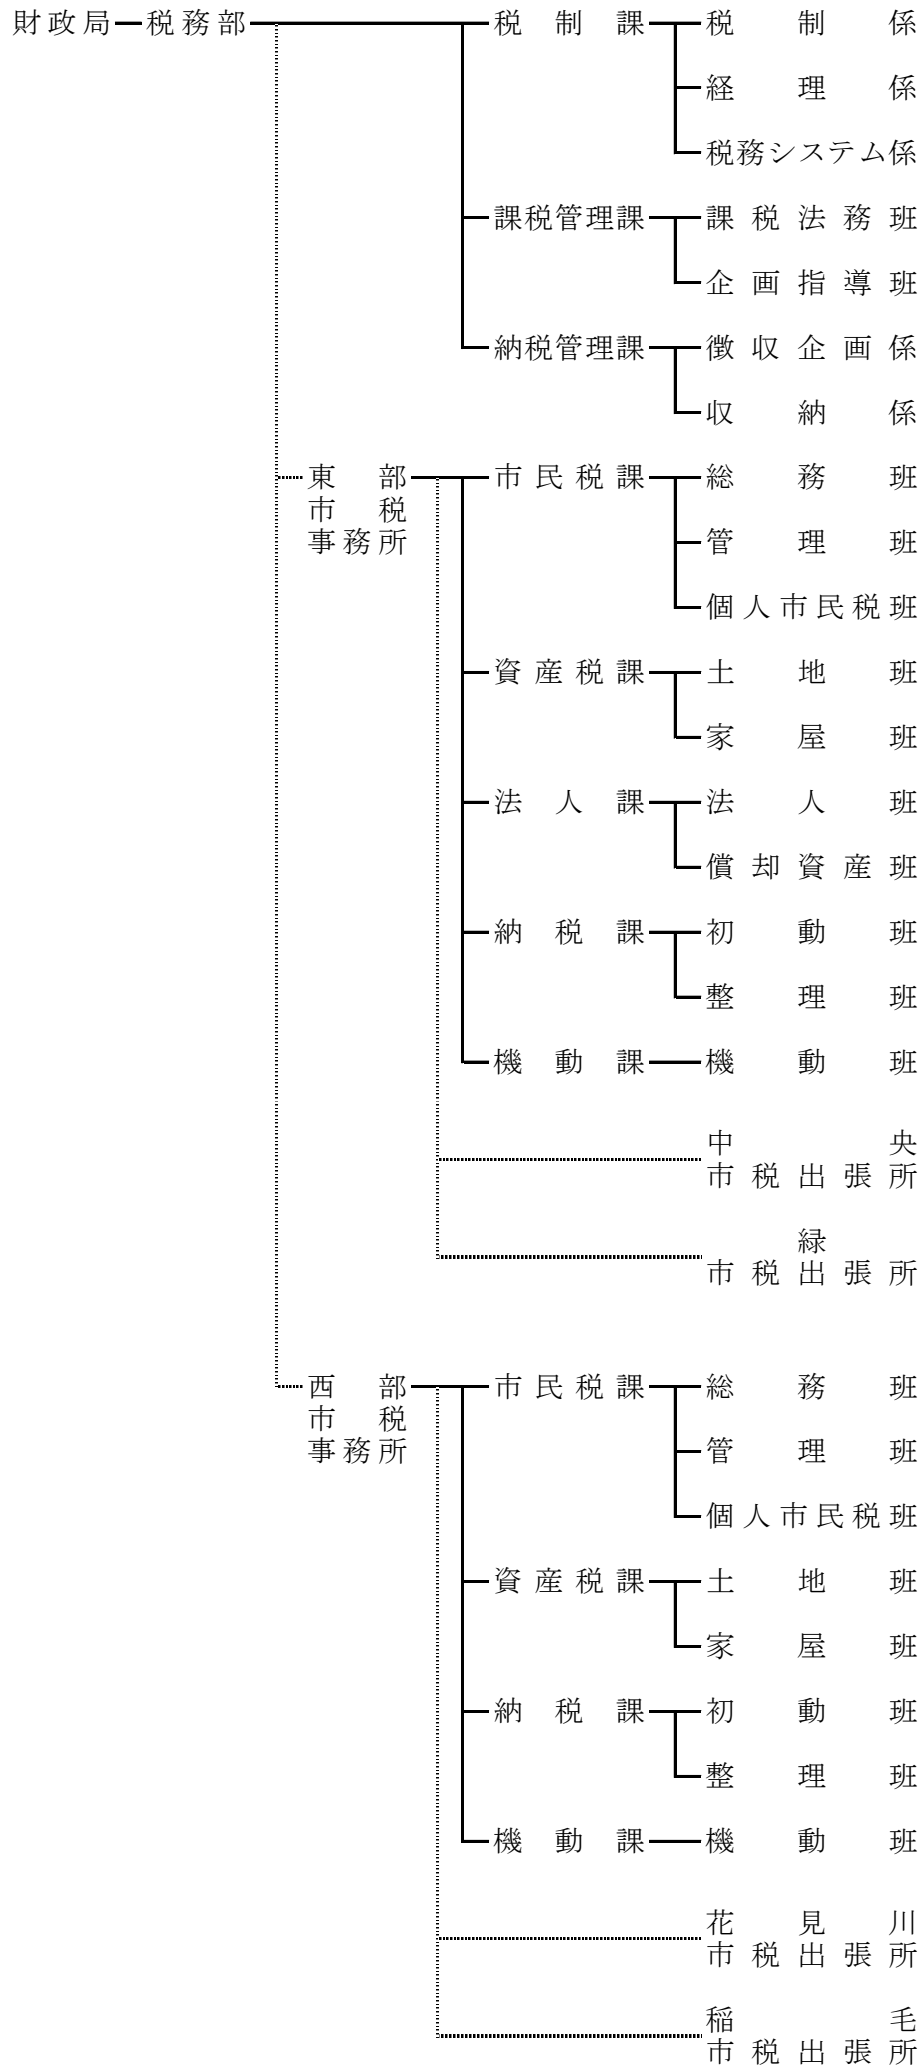 財政局 税務部 税制課 税制係
経理係
税務システム係
課税管理課 課税法務班
企画指導班
納税管理課 徴収企画係
収納係
東部 市民税課 総務班
市税
事務所 管理班
個人市民税班
資産税課 土地班
家屋班
法人課 法人班
償却資産班
納税課 初動班
整理班
機動課 機動班
中央
市税出張所
緑
市税出張所
西部 市民税課 総務班
市税
事務所 管理班
個人市民税班
資産税課 土地班
家屋班
納税課 初動班
整理班
機動課 機動班
花見川
市税出張所
稲毛
市税出張所